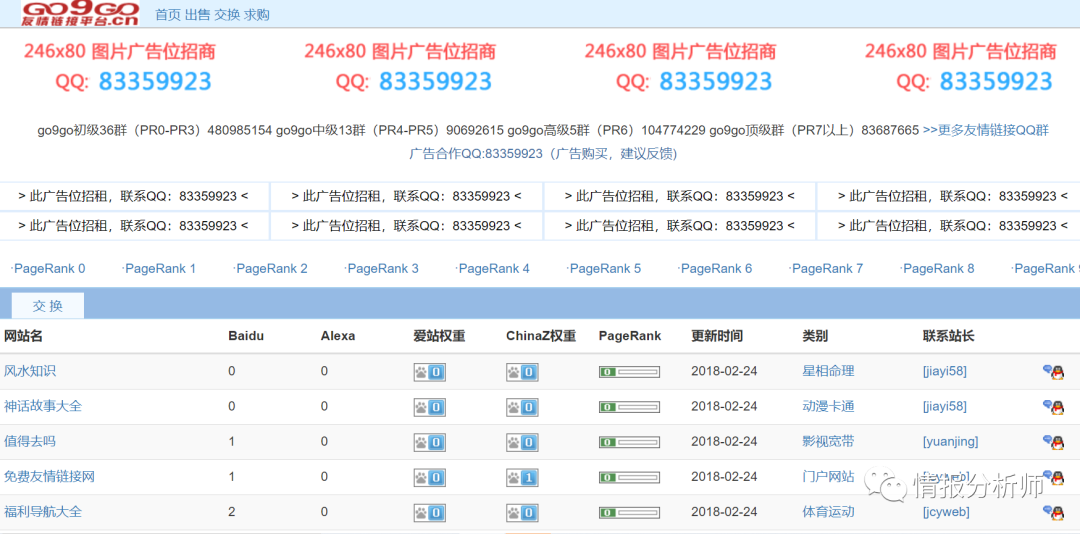 GO9GO
友情链接平台.cn
首页 出售 交换 求购
246x80 图片广告位招商 246x80 图片广告位招商 246x80 图片广告位招商 246x80 图片广告位招商
QQ: 83359923 QQ: 83359923 QQ: 83359923 QQ: 83359923
go9go初级36群（PR0-PR3）480985154 go9go中级13群（PR4-PR5）90692615 go9go高级5群（PR6）104774229 go9go顶级群（PR7以上）83687665 >>更多友情链接QQ群
广告合作QQ:83359923（广告购买，建议反馈)
> 此广告位招租，联系QQ：83359923 < > 此广告位招租，联系QQ：83359923 < > 此广告位招租，联系QQ：83359923 < > 此广告位招租，联系QQ：83359923 <
> 此广告位招租，联系QQ：83359923 < > 此广告位招租，联系QQ：83359923 < > 此广告位招租，联系QQ：83359923 < > 此广告位招租，联系QQ：83359923 <
·PageRank 0 ·PageRank 1 ·PageRank 2 ·PageRank 3 ·PageRank 4 ·PageRank 5 ·PageRank 6 ·PageRank 7 ·PageRank 8 ·PageRank 9
交 换
网站名 Baidu Alexa 爱站权重 ChinaZ权重 PageRank 更新时间 类别 联系站长
风水知识 0 0 0 0 0 2018-02-24 星相命理 [jiayi58]
神话故事大全 0 0 0 0 0 2018-02-24 动漫卡通 [jiayi58]
值得去吗 1 0 0 0 0 2018-02-24 影视宽带 [yuanjing]
免费友情链接网 1 0 0 1 0 2018-02-24 门户网站
福利导航大全 2 0 0 0 0 2018-02-24 体育运动 [jcyweb]
情报分析师